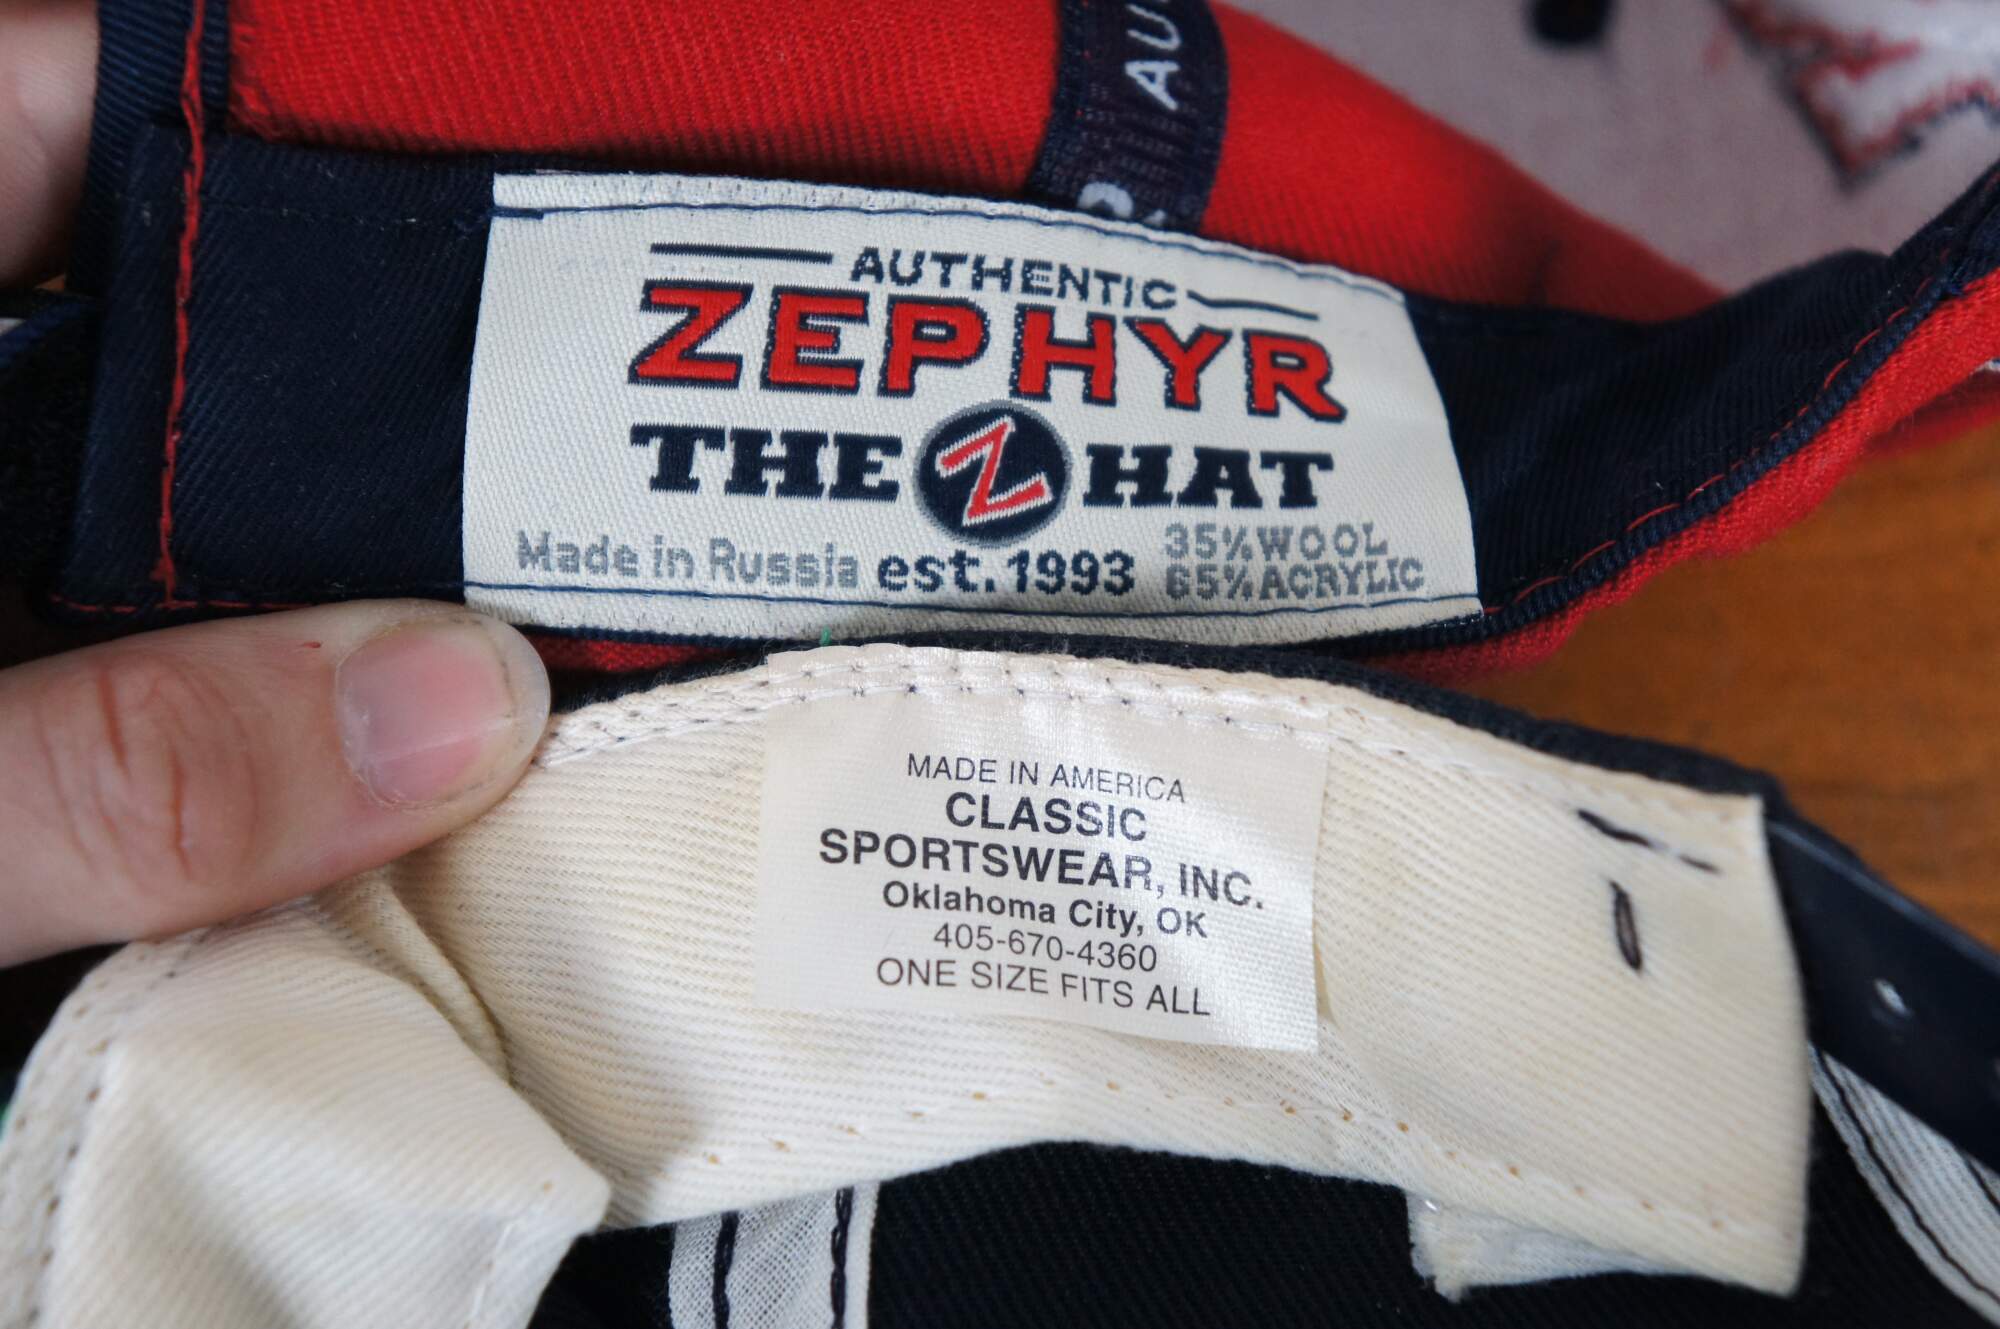 AUTHENTIC
ZEPHYR
THE Z HAT
Made in Russia est. 1993 35% WOOL
65% ACRYLIC
MADE IN AMERICA
CLASSIC
SPORTSWEAR, INC.
Oklahoma City, OK
405-670-4360
ONE SIZE FITS ALL